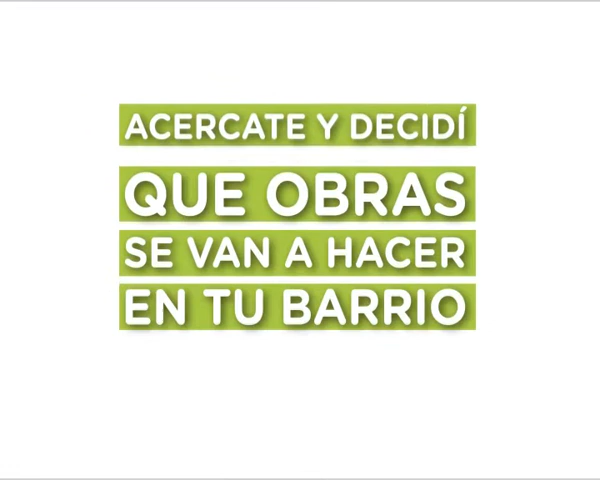 ACERCATE Y DECIDÍ
QUE OBRAS
SE VAN A HACER
EN TU BARRIO